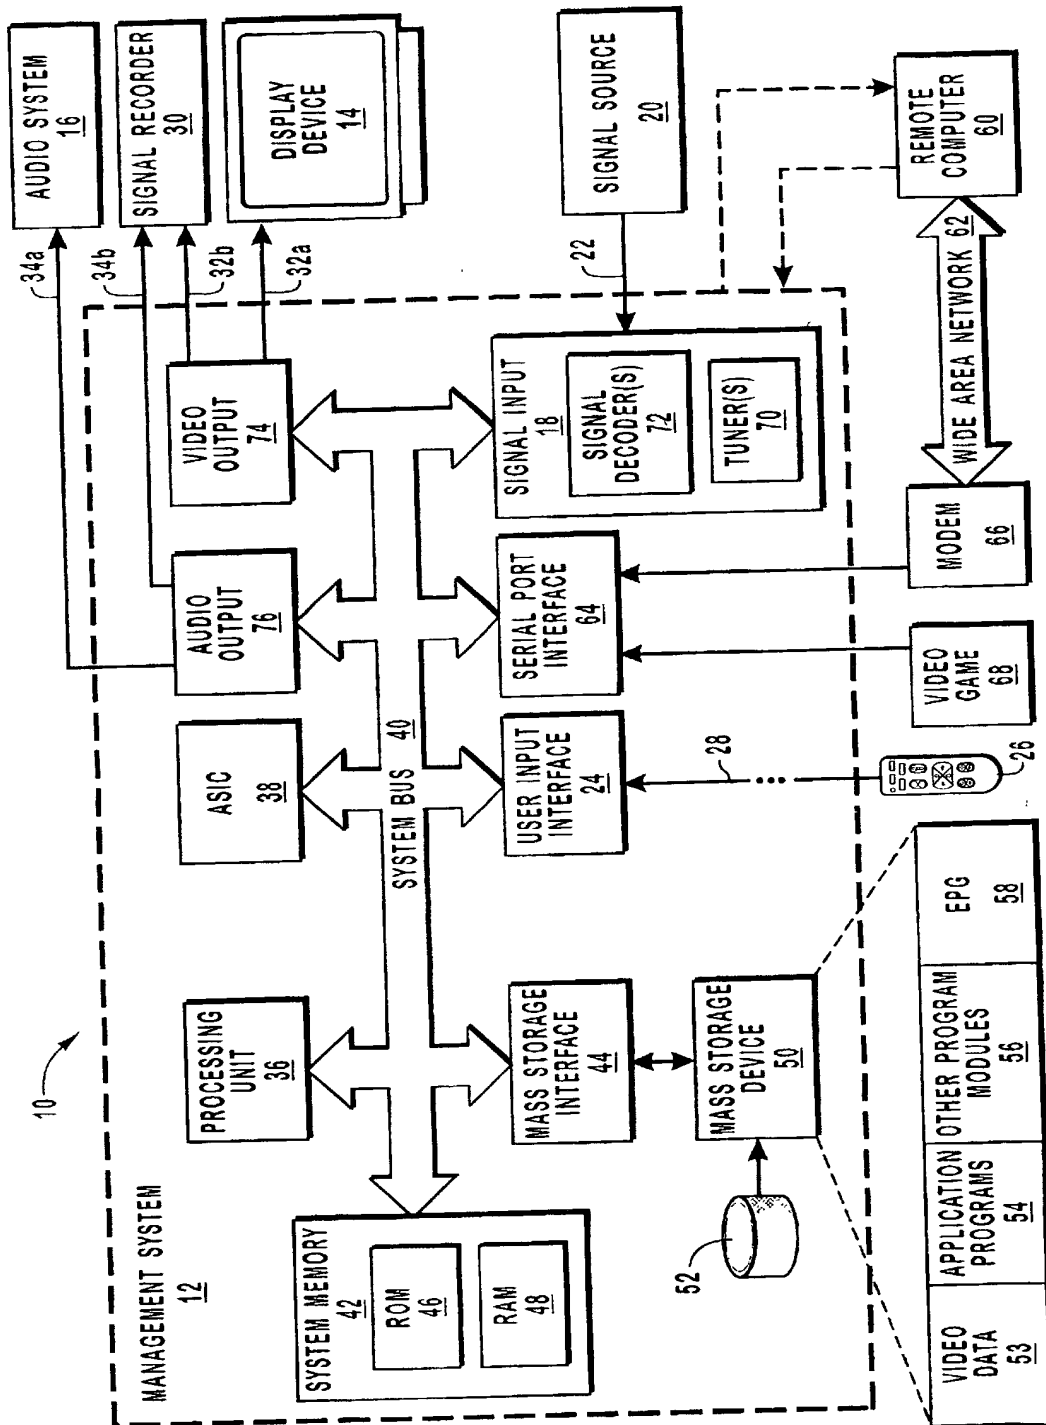 10
MANAGEMENT SYSTEM
12
SYSTEM MEMORY
42
ROM
46
RAM
48
PROCESSING
UNIT
36
ASIC
38
AUDIO
OUTPUT
76
VIDEO
OUTPUT
74
34a
34b
32b
32a
AUDIO SYSTEM
16
SIGNAL RECORDER
30
DISPLAY
DEVICE
14
SYSTEM BUS 40
MASS STORAGE
INTERFACE
44
USER INPUT
INTERFACE
24
SERIAL PORT
INTERFACE
64
SIGNAL INPUT
18
SIGNAL
DECODER(S)
72
TUNER(S)
70
22
SIGNAL SOURCE
20
52
MASS STORAGE
DEVICE
50
28
26
VIDEO
GAME
68
MODEM
66
WIDE AREA NETWORK 62
REMOTE
COMPUTER
60
VIDEO
DATA
53
APPLICATION
PROGRAMS
54
OTHER PROGRAM
MODULES
56
EPG
58